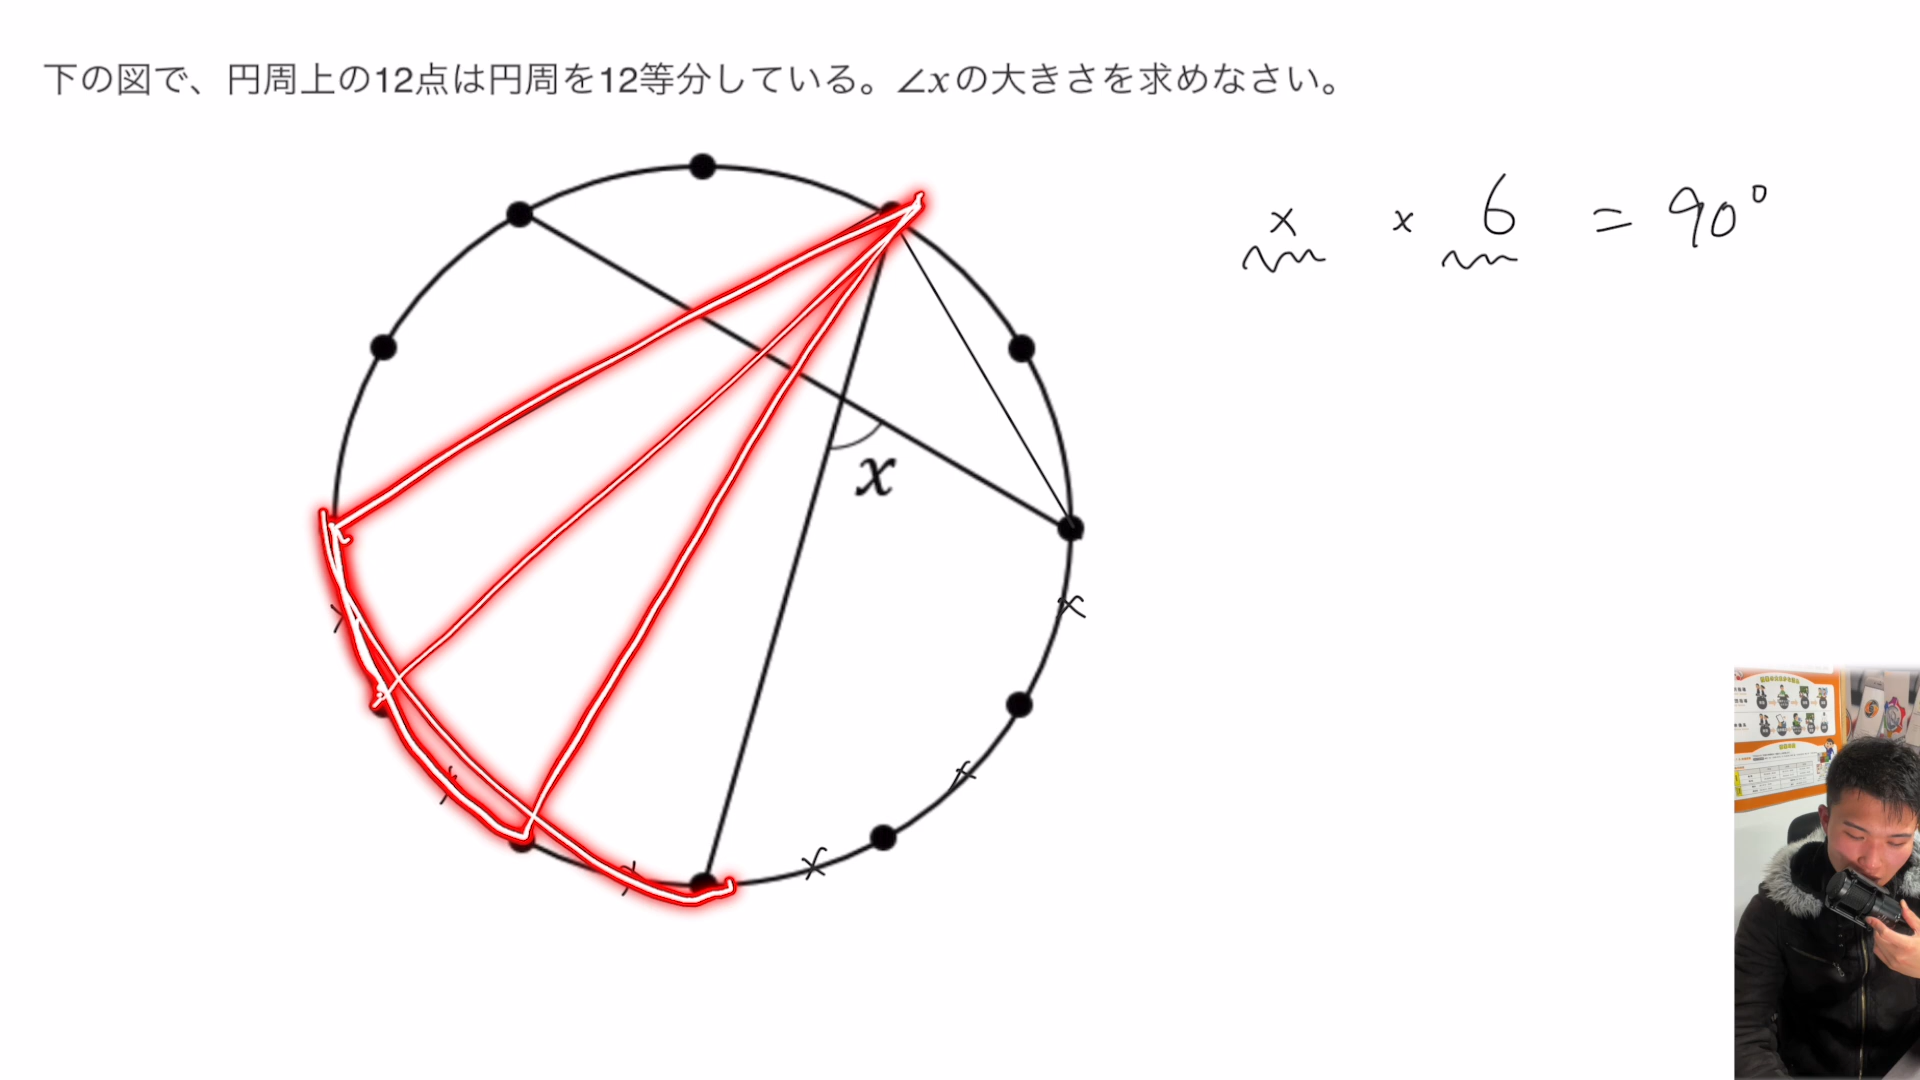 下の図で、円周上の12点は円周を12等分している。∠xの大きさを求めなさい。
x × 6 = 90°
x